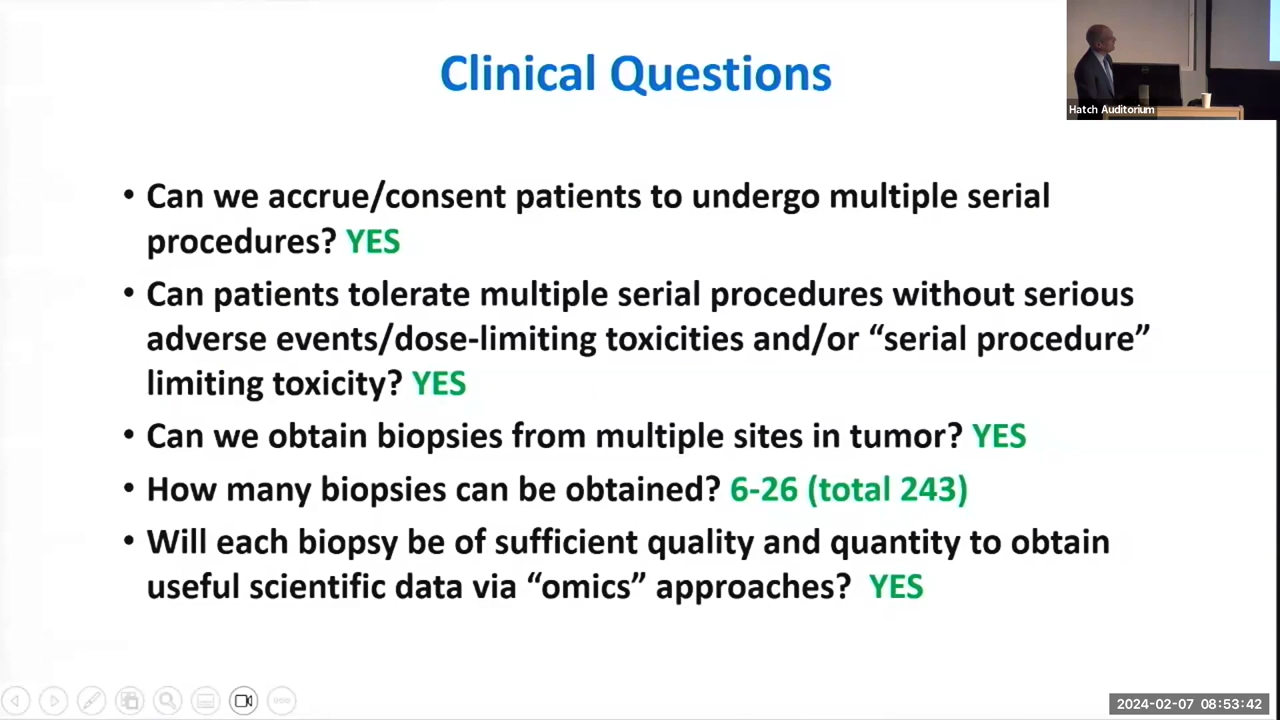 Clinical Questions
Hatch Auditorium
• Can we accrue/consent patients to undergo multiple serial
procedures? YES
• Can patients tolerate multiple serial procedures without serious
adverse events/dose-limiting toxicities and/or “serial procedure”
limiting toxicity? YES
• Can we obtain biopsies from multiple sites in tumor? YES
• How many biopsies can be obtained? 6-26 (total 243)
• Will each biopsy be of sufficient quality and quantity to obtain
useful scientific data via “omics” approaches? YES
2024-02-07 08:53:42